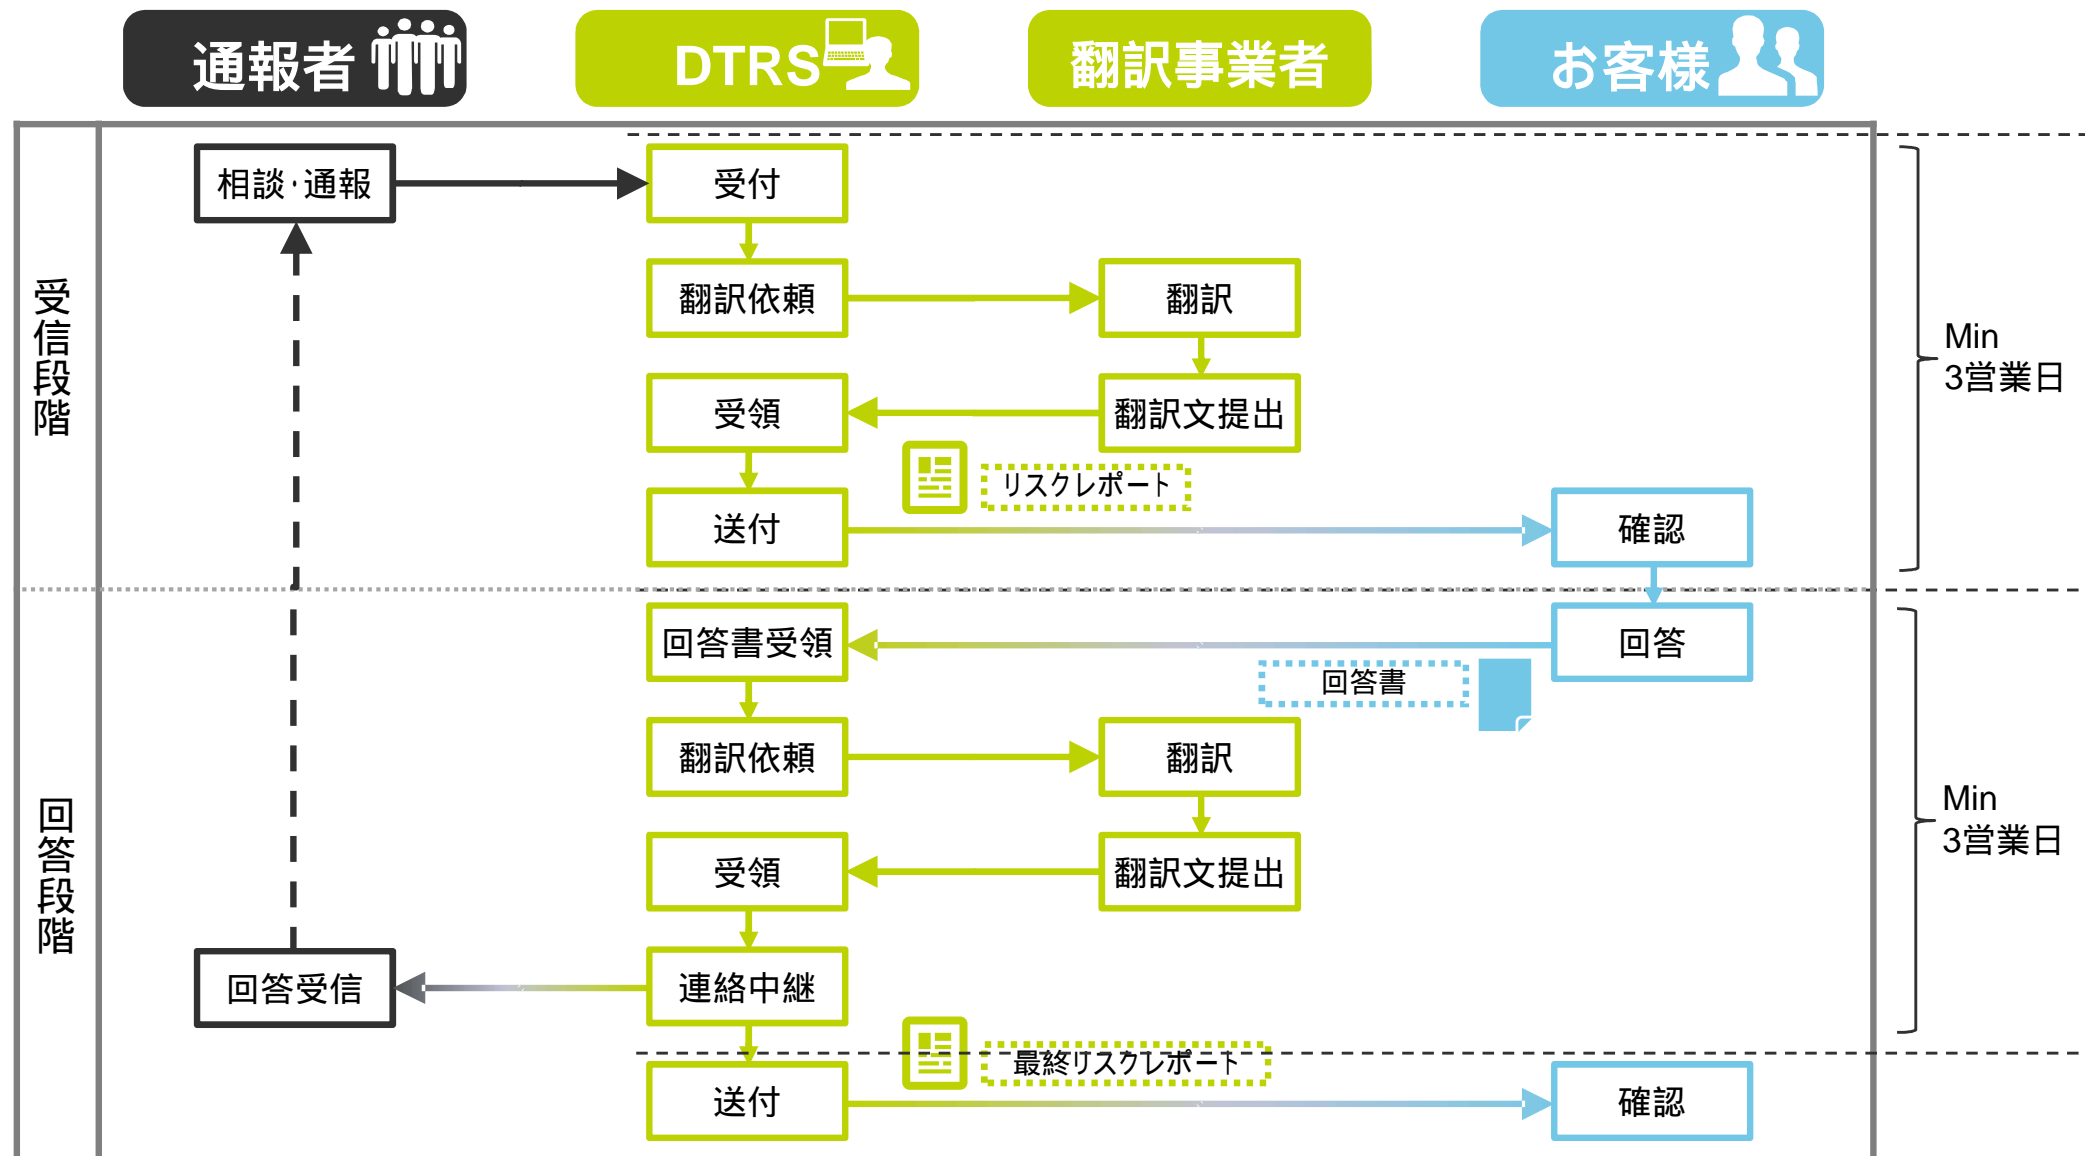 通報者
DTRS
翻訳事業者
お客様
受信段階
相談・通報
受付
翻訳依頼
翻訳
受領
翻訳文提出
リスクレポート
送付
確認
Min
3営業日
回答段階
回答書受領
回答
回答書
翻訳依頼
翻訳
受領
翻訳文提出
回答受信
連絡中継
最終リスクレポート
送付
確認
Min
3営業日